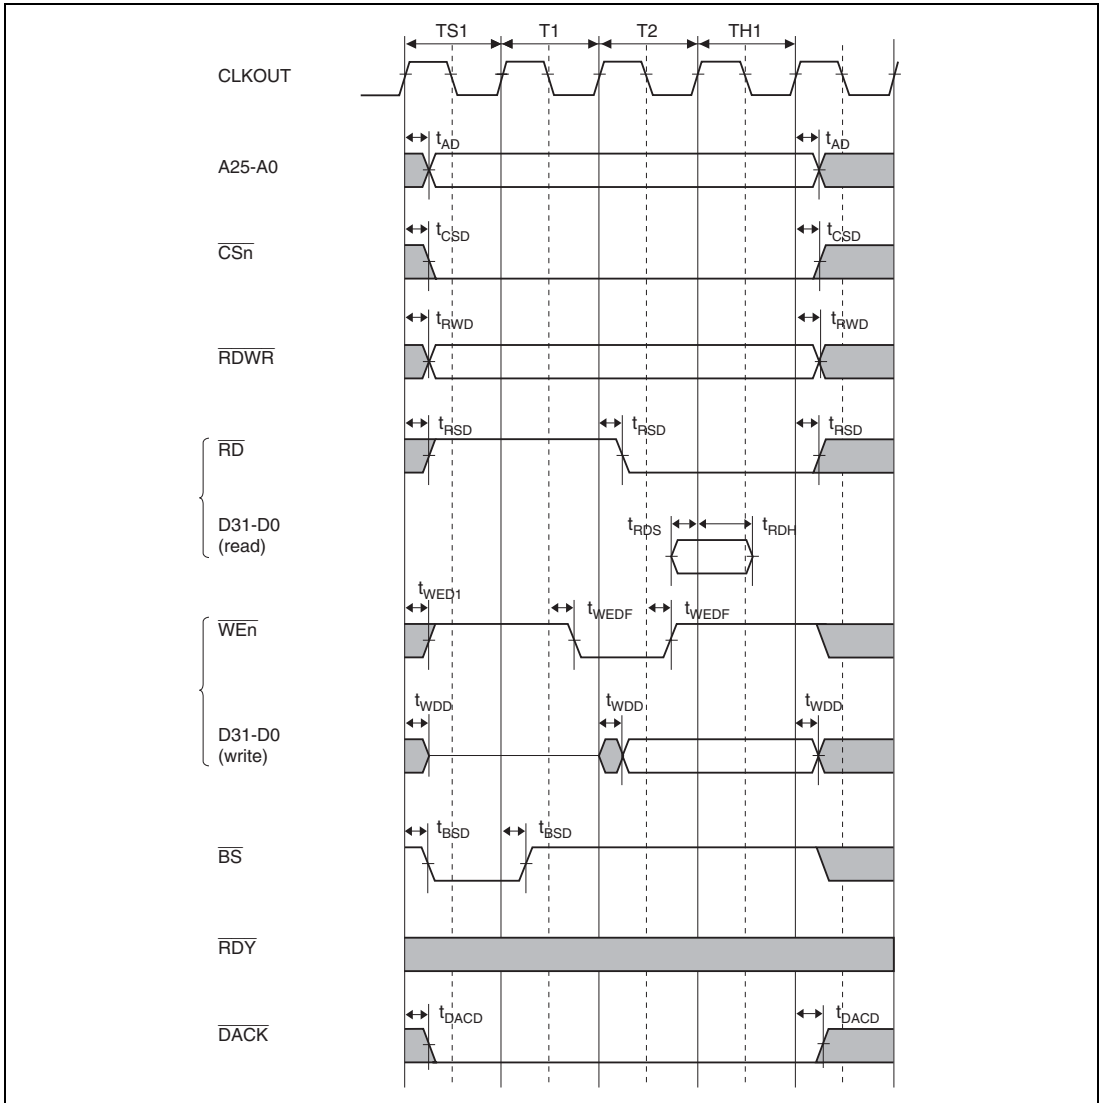 TS1 T1 T2 TH1
CLKOUT
tAD tAD
A25-A0
tCSD tCSD
CSn
tRWD tRWD
RDWR
tRSD tRSD tRSD
RD
D31-D0 tRDS tRDH
(read)
tWED1
tWEDF tWEDF
WEn
tWDD tWDD tWDD
D31-D0
(write)
tBSD tBSD
BS
RDY
tDACD tDACD
DACK